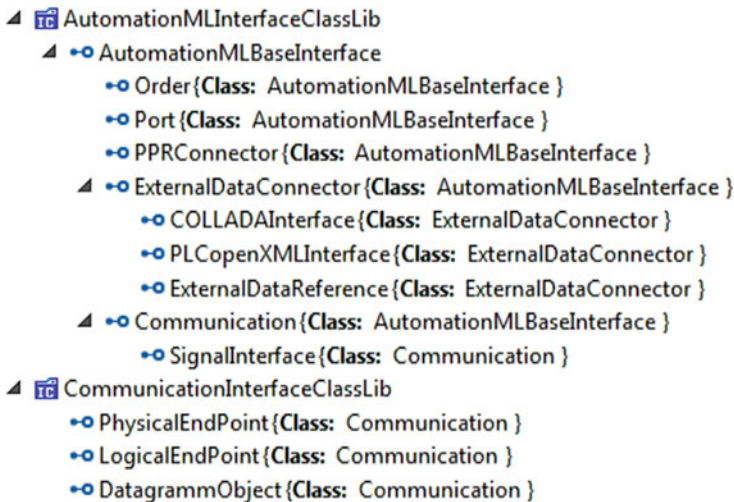 AutomationMLInterfaceClassLib
AutomationMLBaseInterface
Order{Class: AutomationMLBaseInterface }
Port{Class: AutomationMLBaseInterface }
PPRConnector{Class: AutomationMLBaseInterface }
ExternalDataConnector{Class: AutomationMLBaseInterface }
COLLADAInterface{Class: ExternalDataConnector }
PLCopenXMLInterface{Class: ExternalDataConnector }
ExternalDataReference{Class: ExternalDataConnector }
Communication{Class: AutomationMLBaseInterface }
SignalInterface{Class: Communication }
CommunicationInterfaceClassLib
PhysicalEndPoint{Class: Communication }
LogicalEndPoint{Class: Communication }
DatagrammObject{Class: Communication }